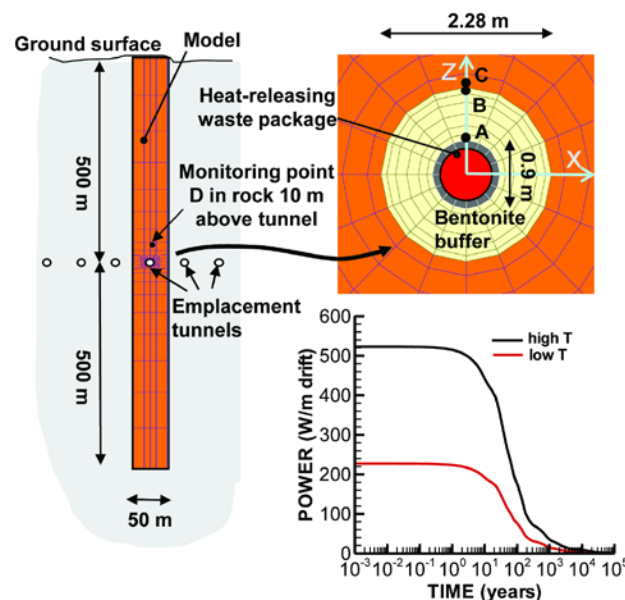 Ground surface
Model
500 m
Monitoring point
D in rock 10 m
above tunnel
Emplacement
tunnels
500 m
50 m
2.28 m
Heat-releasing
waste package
Z
C
B
A
X
0.9 m
Bentonite
buffer
POWER (W/m drift)
600
500
400
300
200
100
0
high T
low T
10⁻³ 10⁻² 10⁻¹ 10⁰ 10¹ 10² 10³ 10⁴ 10⁵
TIME (years)